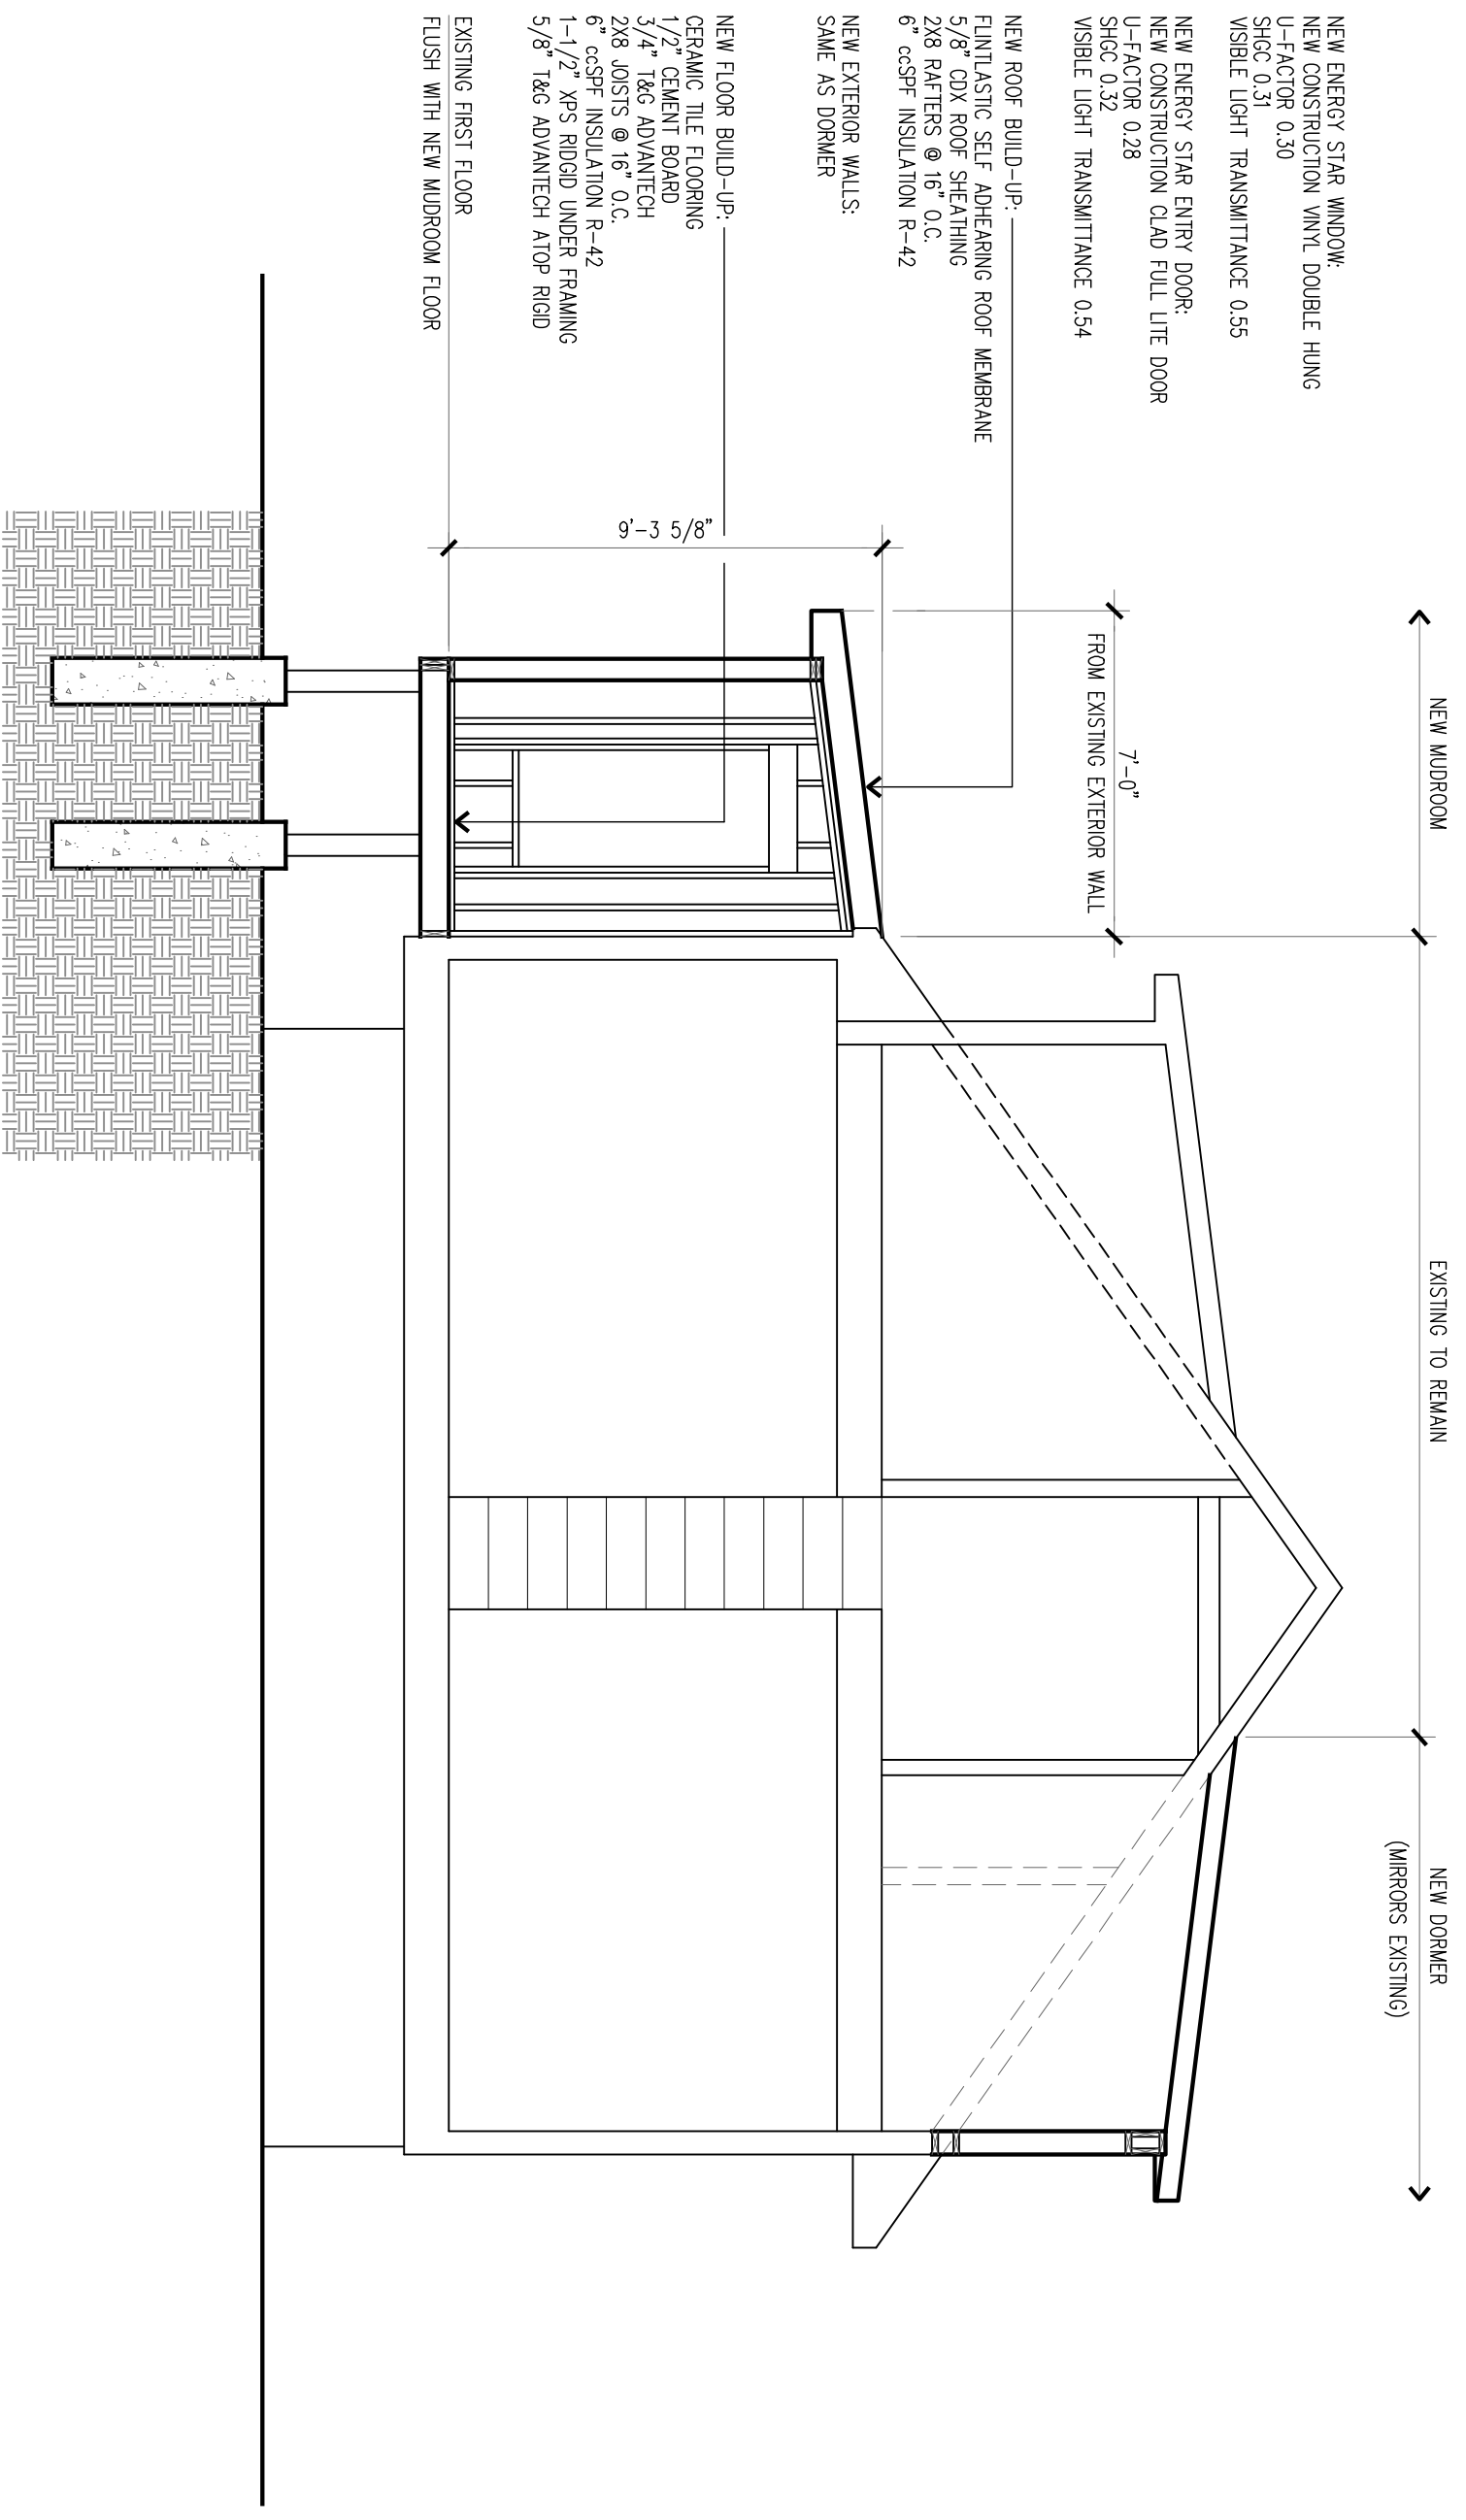 NEW MUDROOM
EXISTING TO REMAIN
NEW DORMER
(MIRRORS EXISTING)
NEW ENERGY STAR WINDOW:
NEW CONSTRUCTION VINYL DOUBLE HUNG
U-FACTOR 0.30
SHGC 0.31
VISIBLE LIGHT TRANSMITTANCE 0.55
NEW ENERGY STAR ENTRY DOOR:
NEW CONSTRUCTION CLAD FULL LITE DOOR
U-FACTOR 0.28
SHGC 0.32
VISIBLE LIGHT TRANSMITTANCE 0.54
7'-0"
FROM EXISTING EXTERIOR WALL
NEW ROOF BUILD-UP:
FLINTLASTIC SELF ADHEARING ROOF MEMBRANE
5/8" CDX ROOF SHEATHING
2X8 RAFTERS @ 16" O.C.
6" ccSPF INSULATION R-42
NEW EXTERIOR WALLS:
SAME AS DORMER
NEW FLOOR BUILD-UP:
CERAMIC TILE FLOORING
1/2" CEMENT BOARD
3/4" T&G ADVANTECH
2X8 JOISTS @ 16" O.C.
6" ccSPF INSULATION R-42
1-1/2" XPS RIDGID UNDER FRAMING
5/8" T&G ADVANTECH ATOP RIGID
9'-3 5/8"
EXISTING FIRST FLOOR
FLUSH WITH NEW MUDROOM FLOOR